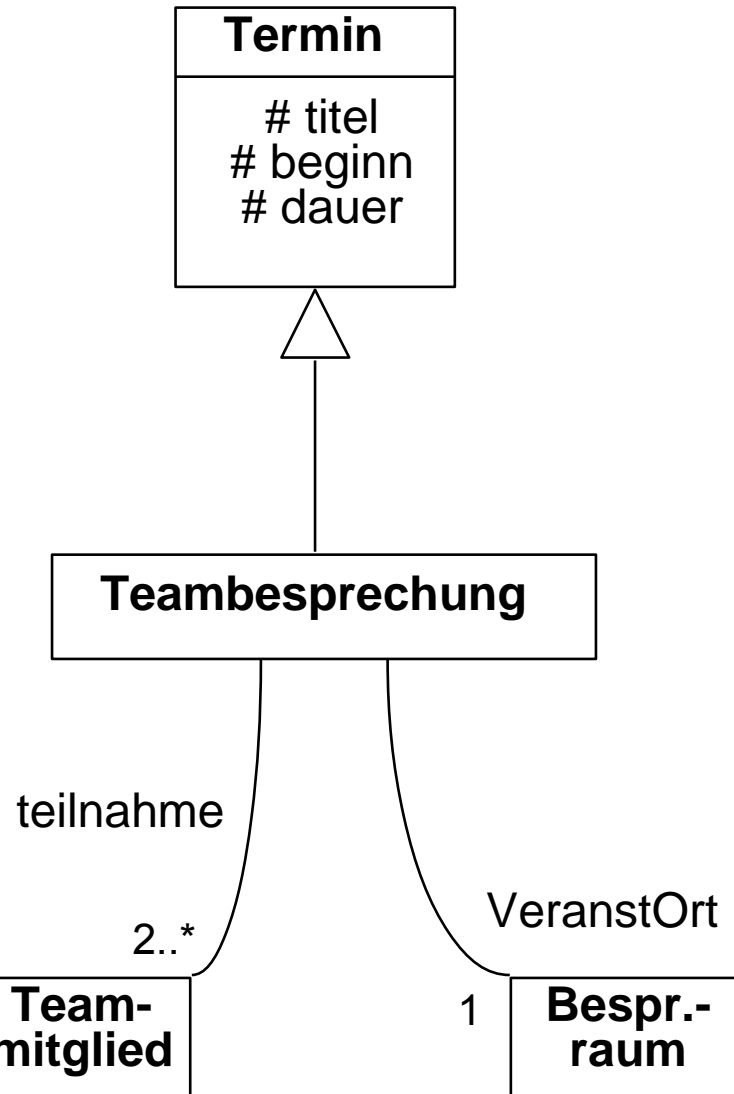 Termin
# titel
# beginn
# dauer
Teambesprechung
teilnahme
VeranstOrt
2..*
1
Team-
mitglied
Bespr.-
raum